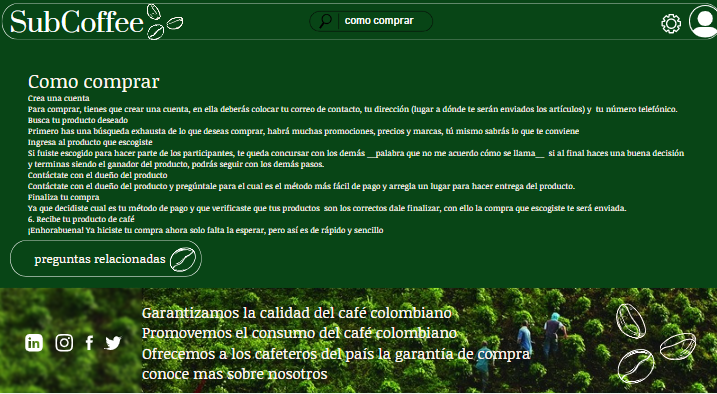 SubCoffee
como comprar
Como comprar
Crea una cuenta
Para comprar, tienes que crear una cuenta, en ella deberás colocar tu correo de contacto, tu dirección (lugar a dónde te serán enviados los artículos) y tu número telefónico.
Busca tu producto deseado
Primero has una búsqueda exhausta de lo que deseas comprar, habrá muchas promociones, precios y marcas, tú mismo sabrás lo que te conviene
Ingresa al producto que escogiste
Si fuiste escogido para hacer parte de los participantes, te queda concursar con los demás __palabra que no me acuerdo cómo se llama__ si al final haces una buena decisión
y terminas siendo el ganador del producto, podrás seguir con los demás pasos.
Contáctate con el dueño del producto
Contáctate con el dueño del producto y pregúntale para el cual es el método más fácil de pago y arregla un lugar para hacer entrega del producto.
Finaliza tu compra
Ya que decidiste cual es tu método de pago y que verificaste que tus productos son los correctos dale finalizar, con ello la compra que escogiste te será enviada.
6. Recibe tu producto de café
¡Enhorabuena! Ya hiciste tu compra ahora solo falta la esperar, pero así es de rápido y sencillo
preguntas relacionadas
Garantizamos la calidad del café colombiano
Promovemos el consumo del café colombiano
Ofrecemos a los cafeteros del país la garantía de compra
conoce mas sobre nosotros